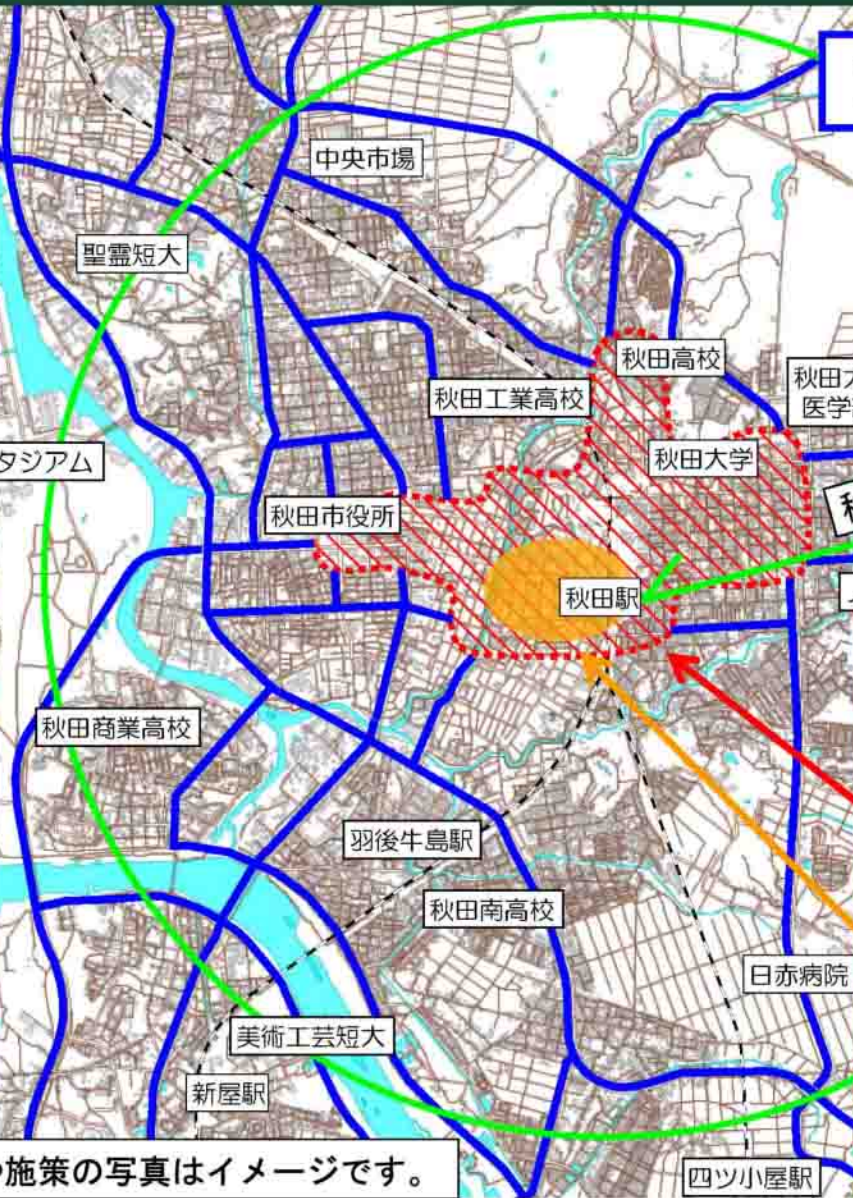 中央市場
聖霊短大
秋田高校
秋田工業高校
秋田大
医学
タジアム
秋田大学
秋田市役所
秋田駅
秋田商業高校
羽後牛島駅
秋田南高校
日赤病院
美術工芸短大
新屋駅
施策の写真はイメージです。
四ツ小屋駅